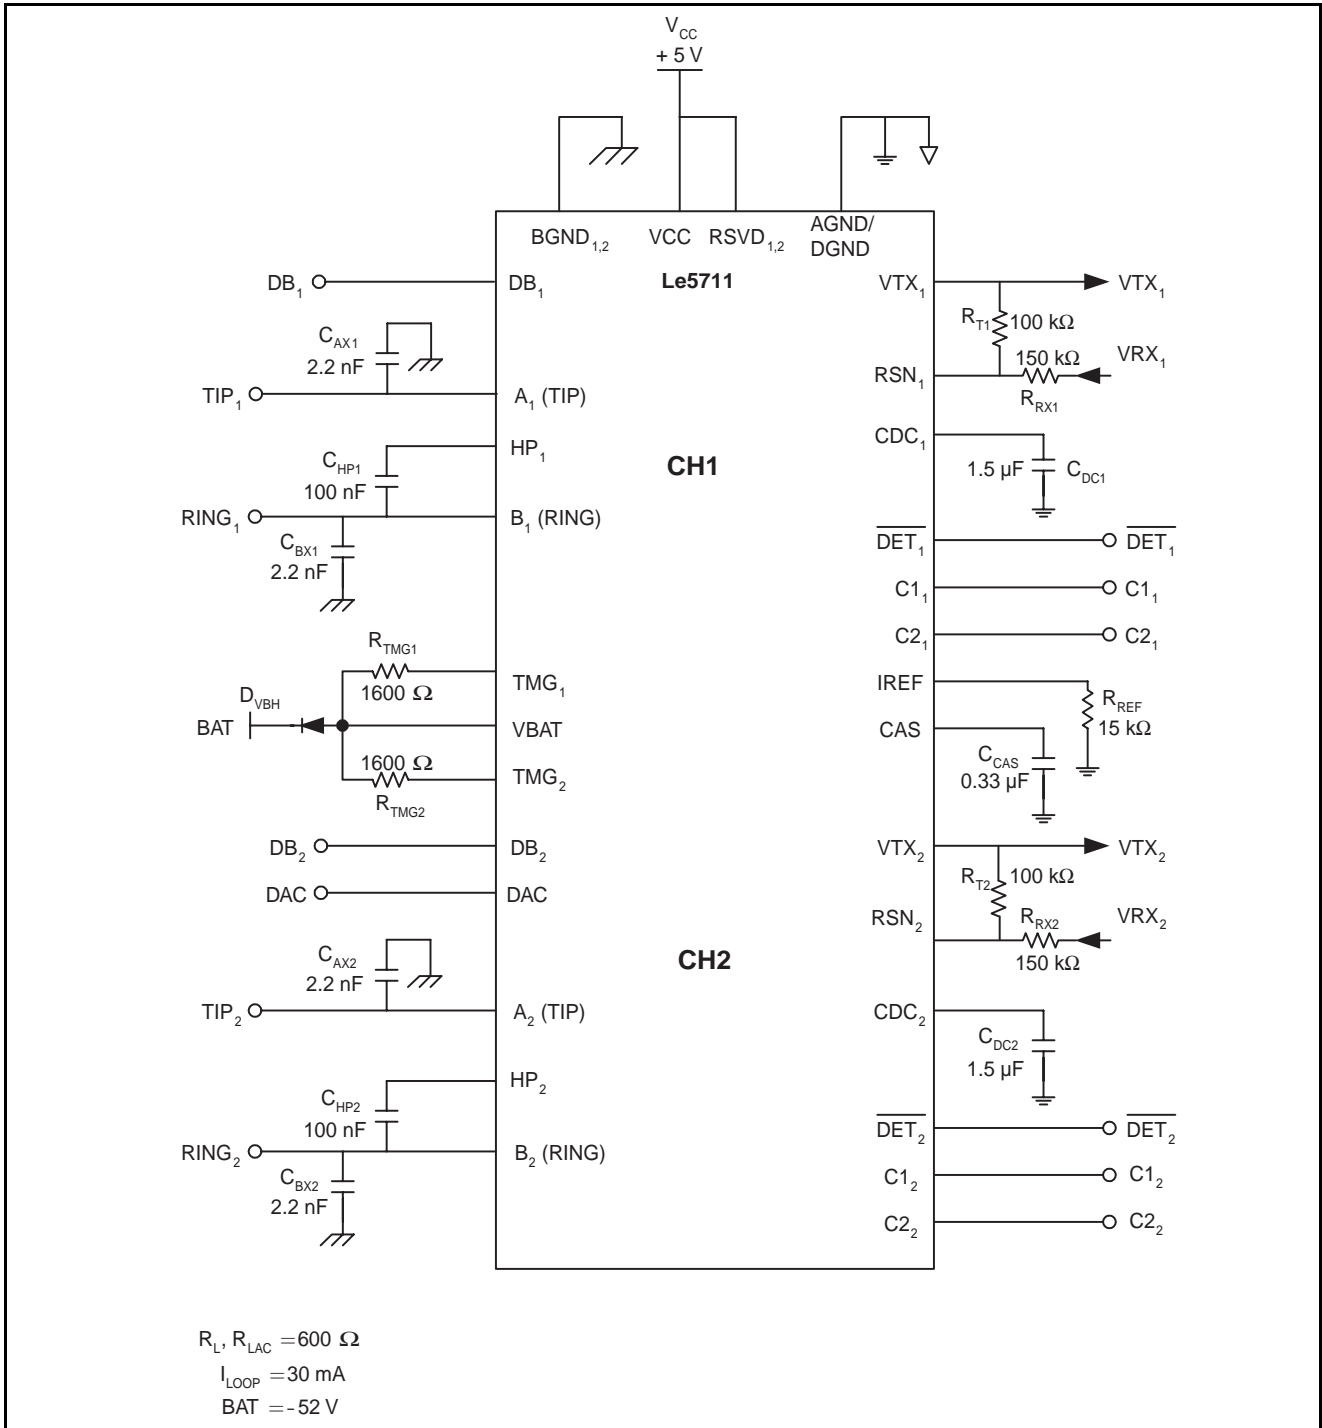 V_CC
+ 5 V
BGND_1,2
VCC
RSVD_1,2
AGND/
DGND
Le5711
DB_1
DB_1
VTX_1
VTX_1
R_T1
100 kΩ
C_AX1
2.2 nF
150 kΩ
VRX_1
RSN_1
R_RX1
TIP_1
A_1 (TIP)
CDC_1
HP_1
CH1
C_HP1
100 nF
1.5 µF
C_DC1
RING_1
B_1 (RING)
C_BX1
2.2 nF
DET_1
DET_1
C1_1
C1_1
C2_1
C2_1
R_TMG1
1600 Ω
TMG_1
IREF
R_REF
15 kΩ
D_VBH
BAT
VBAT
CAS
1600 Ω
TMG_2
R_TMG2
C_CAS
0.33 µF
DB_2
DB_2
VTX_2
VTX_2
R_T2
100 kΩ
DAC
DAC
RSN_2
R_RX2
VRX_2
150 kΩ
CH2
C_AX2
2.2 nF
TIP_2
A_2 (TIP)
CDC_2
C_DC2
1.5 µF
HP_2
C_HP2
100 nF
DET_2
DET_2
RING_2
B_2 (RING)
C_BX2
2.2 nF
C1_2
C1_2
C2_2
C2_2
R_L, R_LAC = 600 Ω
I_LOOP = 30 mA
BAT = - 52 V